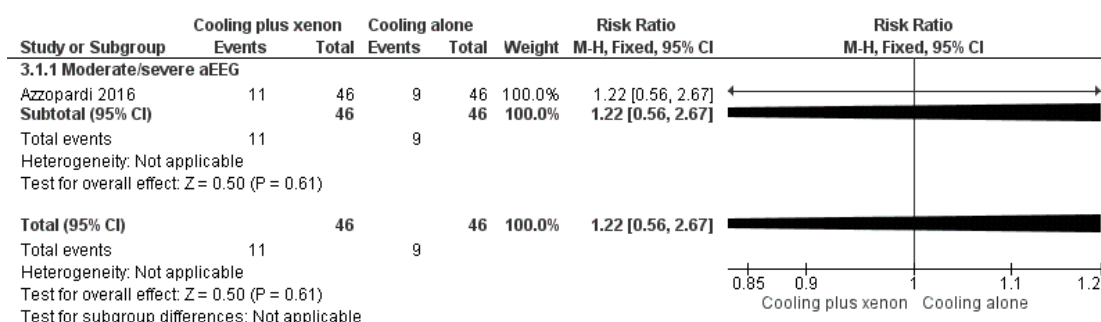 Cooling plus xenon Cooling alone Risk Ratio Risk Ratio
Study or Subgroup Events Total Events Total Weight M-H, Fixed, 95% CI M-H, Fixed, 95% CI
3.1.1 Moderate/severe aEEG
Azzopardi 2016 11 46 9 46 100.0% 1.22 [0.56, 2.67]
Subtotal (95% CI) 46 46 100.0% 1.22 [0.56, 2.67]
Total events 11 9
Heterogeneity: Not applicable
Test for overall effect: Z = 0.50 (P = 0.61)
Total (95% CI) 46 46 100.0% 1.22 [0.56, 2.67]
Total events 11 9
Heterogeneity: Not applicable
Test for overall effect: Z = 0.50 (P = 0.61)
Test for subgroup differences: Not applicable
0.85 0.9 1 1.1 1.2
Cooling plus xenon Cooling alone